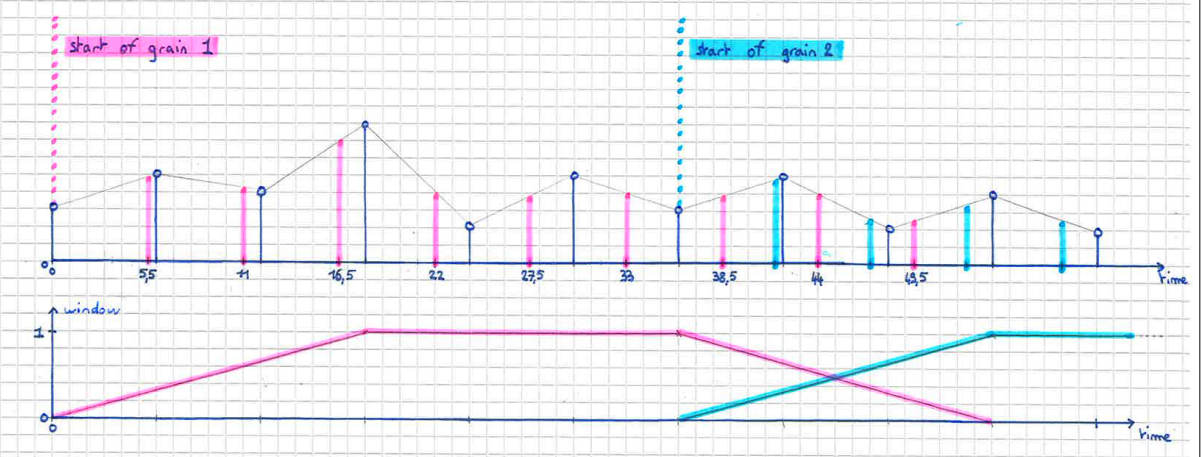 start of grain 1
start of grain 2
0
0 5,5 11 16,5 22 27,5 33 38,5 44 49,5 time
window
1
0
0
time